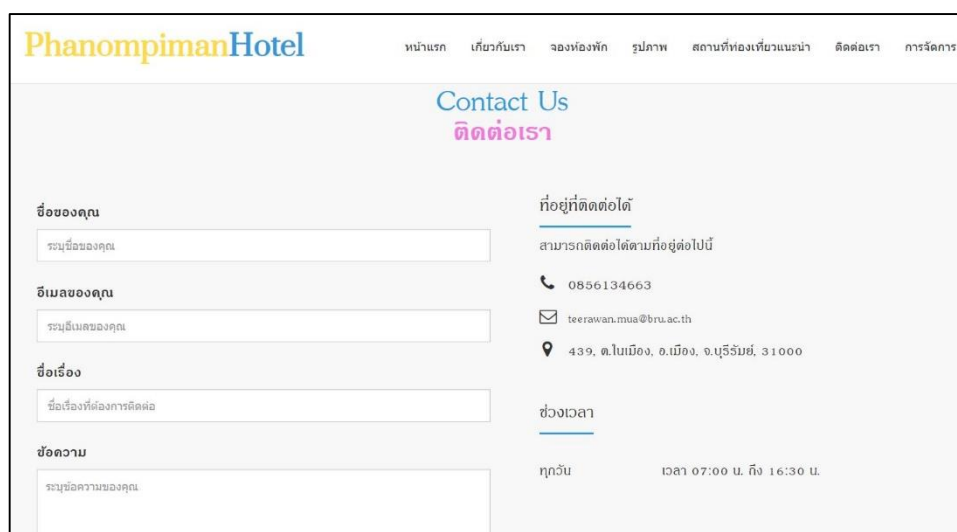 PhanompimanHotel
หน้าแรก เกี่ยวกับเรา จองห้องพัก รูปภาพ สถานที่ท่องเที่ยวแนะนำ ติดต่อเรา การจัดการ
Contact Us
ติดต่อเรา
ชื่อของคุณ
ระบุชื่อของคุณ
อีเมลของคุณ
ระบุอีเมลของคุณ
ชื่อเรื่อง
ชื่อเรื่องที่ต้องการติดต่อ
ข้อความ
ระบุข้อความของคุณ
ที่อยู่ที่ติดต่อได้
สามารถติดต่อได้ตามที่อยู่ต่อไปนี้
0856134663
teerawan.mua@bru.ac.th
439, ต.ในเมือง, อ.เมือง, จ.บุรีรัมย์, 31000
ช่วงเวลา
ทุกวัน เวลา 07:00 น. ถึง 16:30 น.